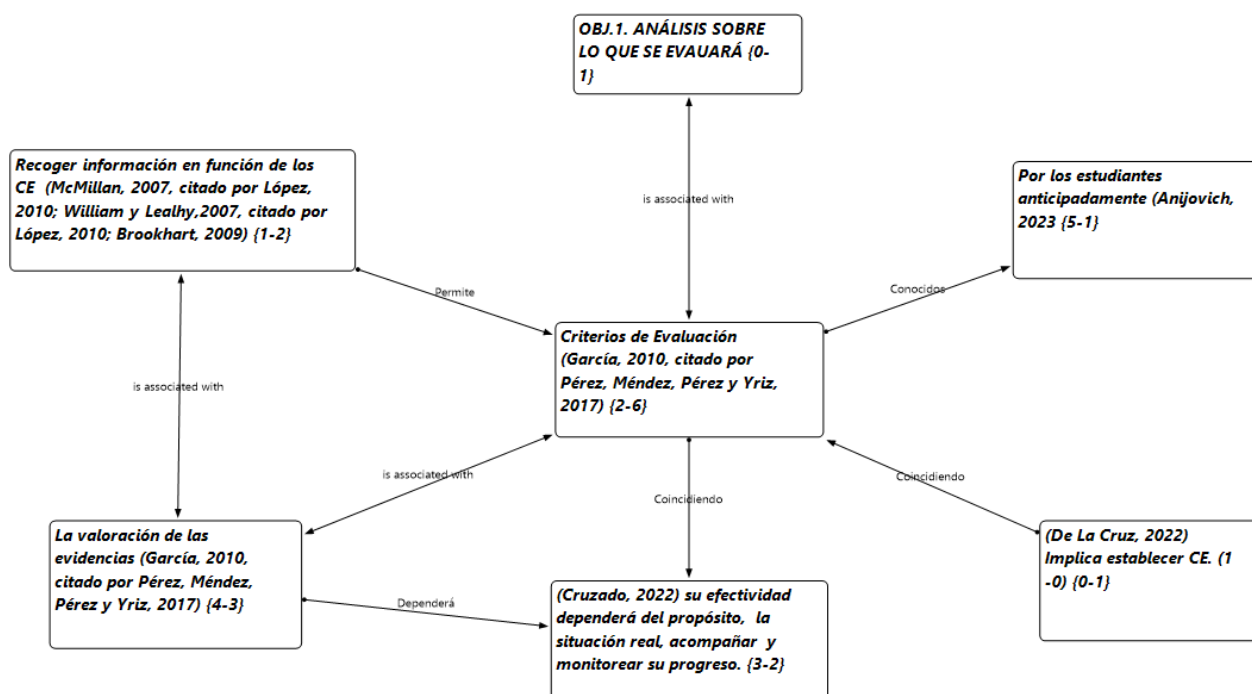 OBJ.1. ANÁLISIS SOBRE
LO QUE SE EVAUARÁ {0-
1}
Recoger información en función de los
CE (McMillan, 2007, citado por López,
2010; William y Lealhy,2007, citado por
López, 2010; Brookhart, 2009) {1-2}
Por los estudiantes
anticipadamente (Anijovich,
2023 {5-1}
is associated with
Permite
Conocidos
Criterios de Evaluación
(García, 2010, citado por
Pérez, Méndez, Pérez y Yriz,
2017) {2-6}
is associated with
is associated with
Coincidiendo
Coincidiendo
La valoración de las
evidencias (García, 2010,
citado por Pérez, Méndez,
Pérez y Yriz, 2017) {4-3}
Dependerá
(Cruzado, 2022) su efectividad
dependerá del propósito, la
situación real, acompañar y
monitorear su progreso. {3-2}
(De La Cruz, 2022)
Implica establecer CE. (1
-0) {0-1}